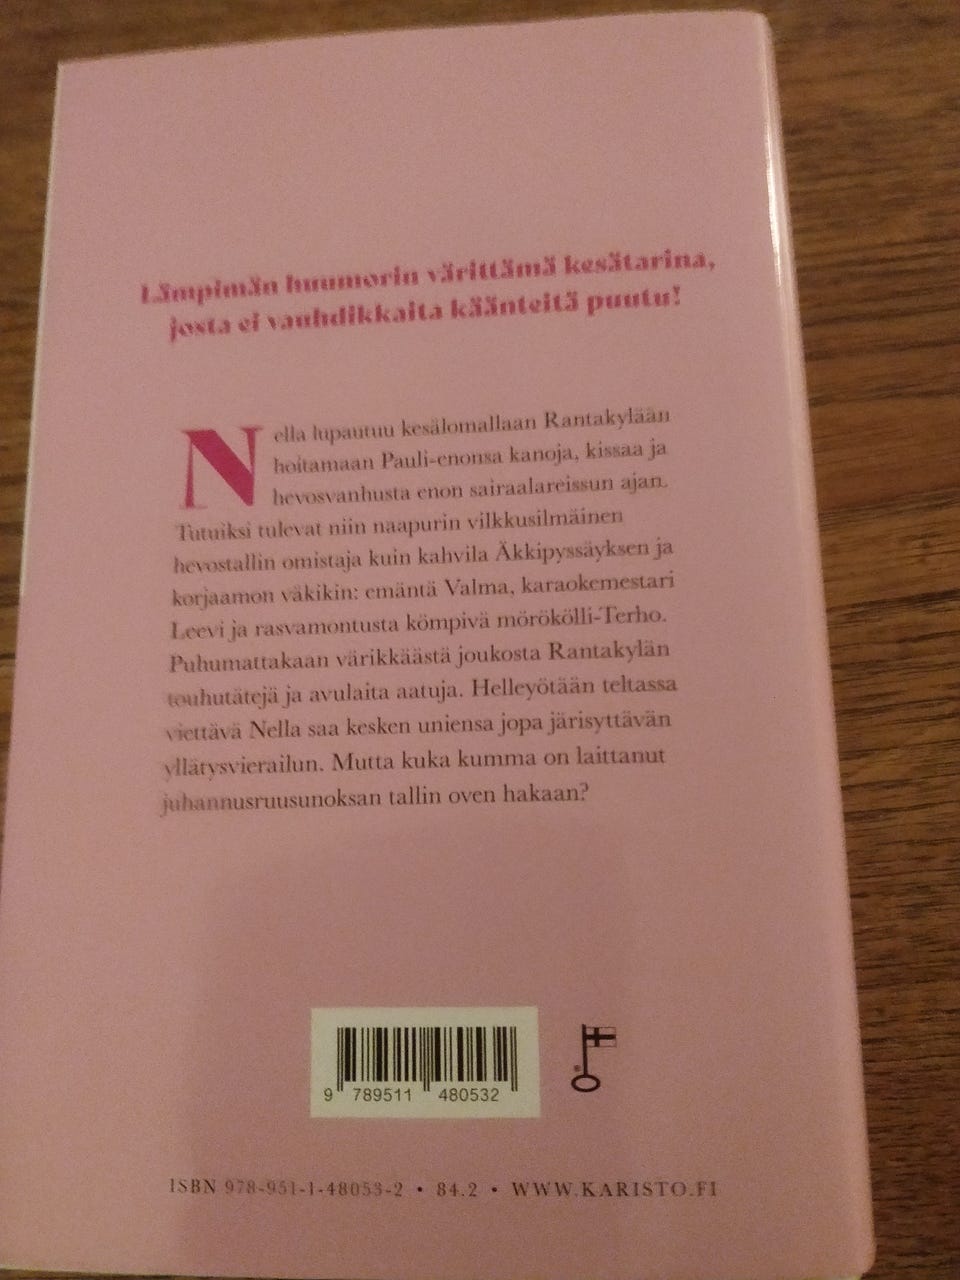 Lämpimän huumorin värittämä kesätarina,
josta ei vauhdikkaita käänteitä puutu!
Nella lupautuu kesälomallaan Rantakylään
hoitamaan Pauli-enonsa kanoja, kissaa ja
hevosvanhusta enon sairaalareissun ajan.
Tutuiksi tulevat niin naapurin vilkkusilmäinen
hevostallin omistaja kuin kahvila Äkkipyssäyksen ja
korjaamon väkikin: emäntä Valma, karaokemestari
Leevi ja rasvamontusta kömpivä mörökölli-Terho.
Puhumattakaan värikkäästä joukosta Rantakylän
touhutätejä ja avulaita aatuja. Helleyötään teltassa
viettävä Nella saa kesken uniensa jopa järisyttävän
yllätysvierailun. Mutta kuka kumma on laittanut
juhannusruusunoksan tallin oven hakaan?
9 789511 480532
ISBN 978-951-1-48053-2 • 84.2 • WWW.KARISTO.FI